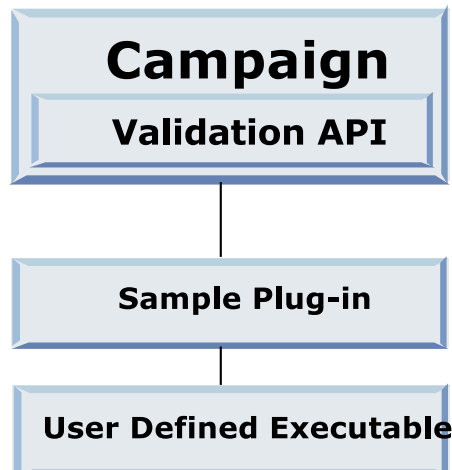 Campaign
Validation API
Sample Plug-in
User Defined Executable